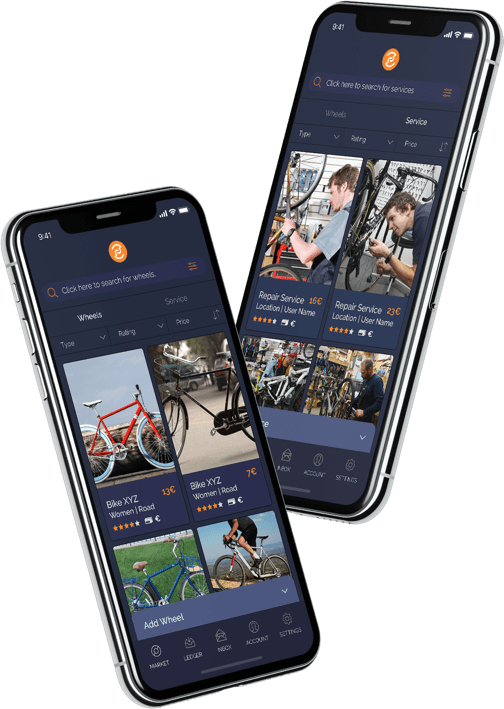 9:41
Click here to search for services
Wheels
Service
Type
Rating
Price
Repair Service 16€
Location | User Name
€
Repair Service 23€
Location | User Name
€
INBOX
ACCOUNT
SETTINGS
9:41
Click here to search for wheels.
Wheels
Service
Type
Rating
Price
Bike XYZ 13€
Women | Road
€
Bike XYZ 7€
Women | Road
€
Add Wheel
MARKET
LEDGER
INBOX
ACCOUNT
SETTINGS